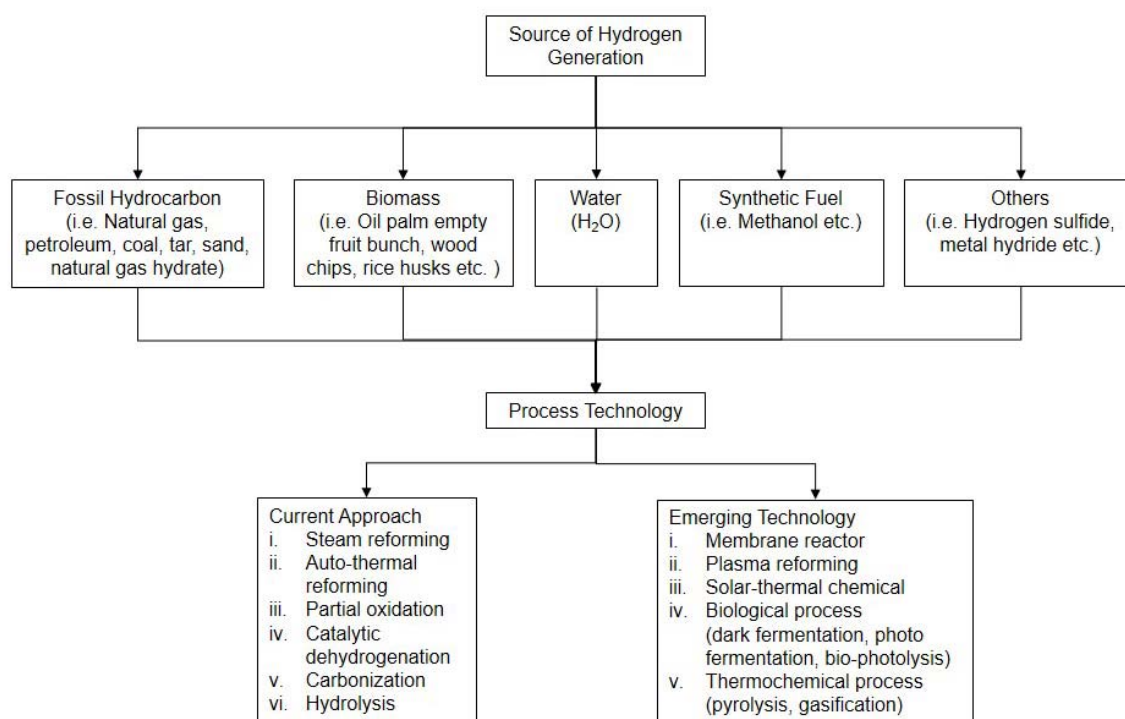 Source of Hydrogen
Generation
Fossil Hydrocarbon
(i.e. Natural gas,
petroleum, coal, tar, sand,
natural gas hydrate)
Biomass
(i.e. Oil palm empty
fruit bunch, wood
chips, rice husks etc. )
Water
(H₂O)
Synthetic Fuel
(i.e. Methanol etc.)
Others
(i.e. Hydrogen sulfide,
metal hydride etc.)
Process Technology
Current Approach
i. Steam reforming
ii. Auto-thermal
reforming
iii. Partial oxidation
iv. Catalytic
dehydrogenation
v. Carbonization
vi. Hydrolysis
Emerging Technology
i. Membrane reactor
ii. Plasma reforming
iii. Solar-thermal chemical
iv. Biological process
(dark fermentation, photo
fermentation, bio-photolysis)
v. Thermochemical process
(pyrolysis, gasification)